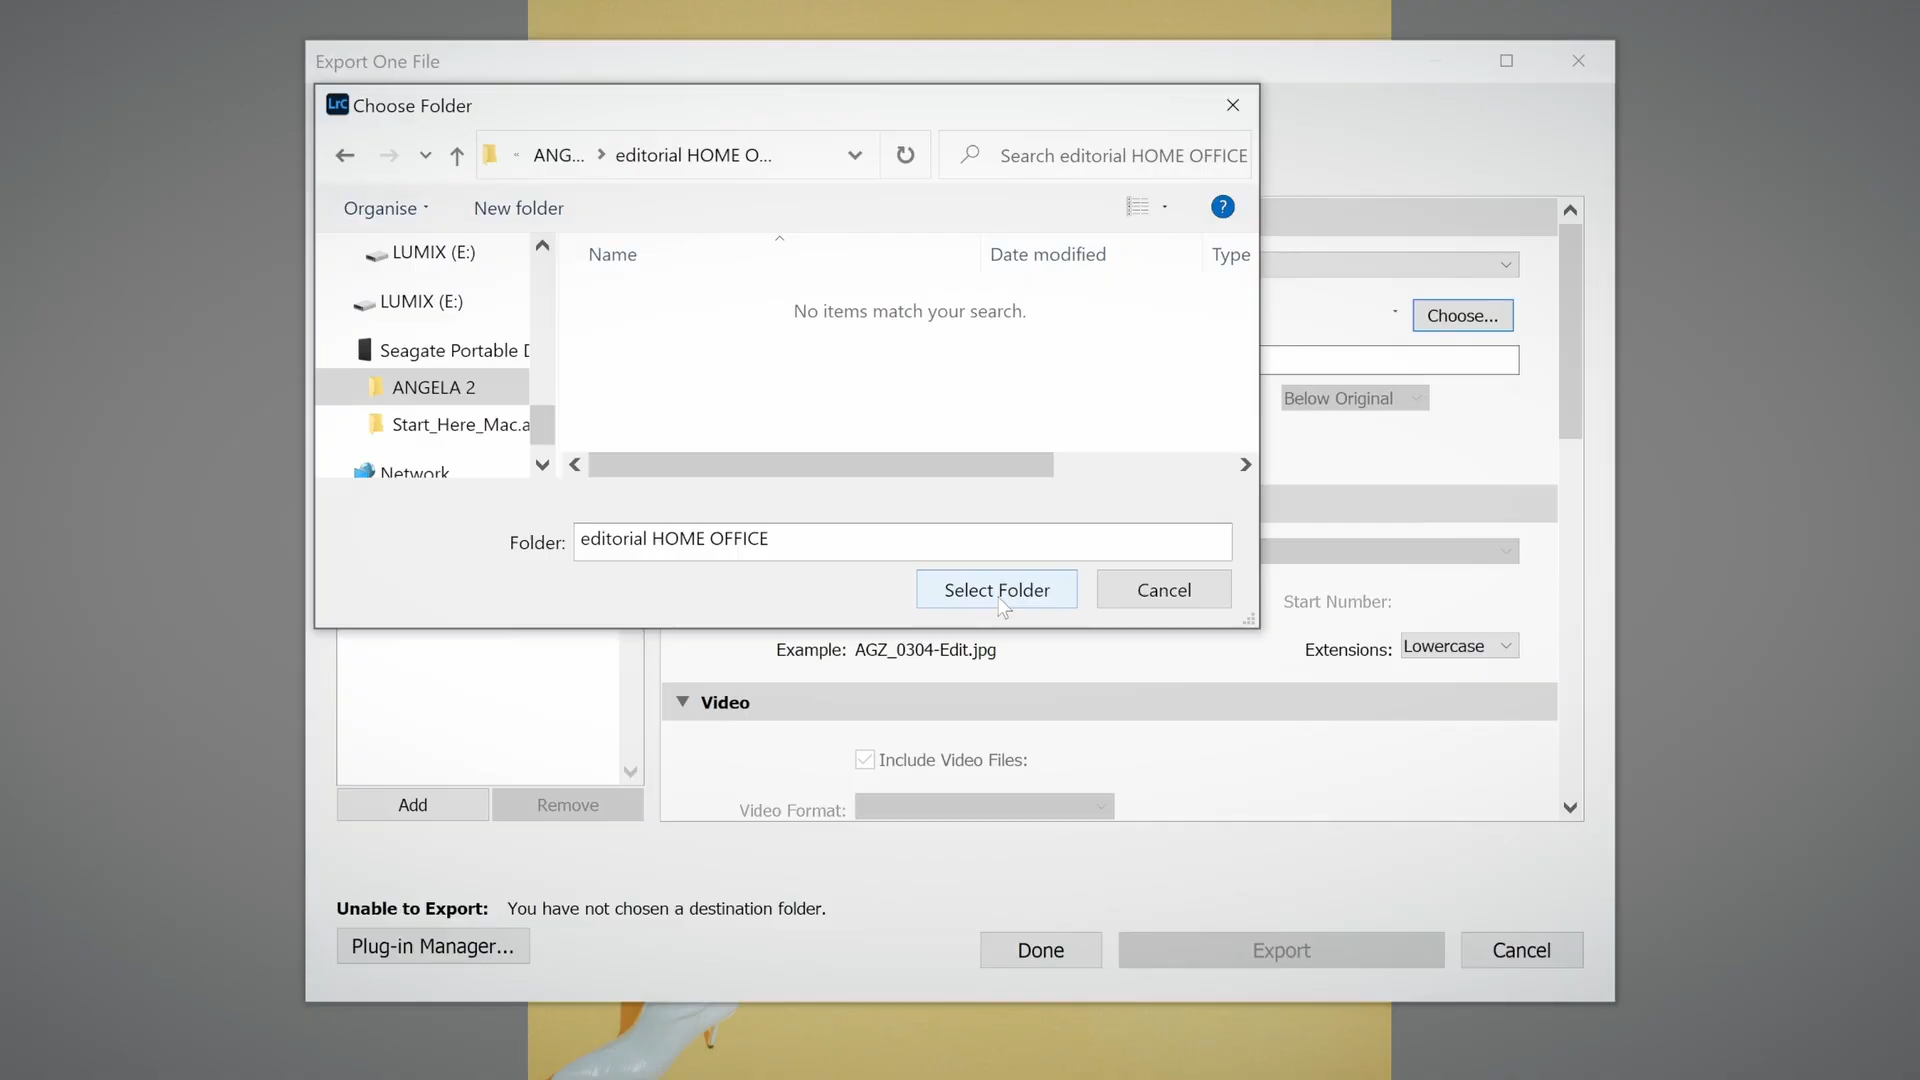 Export One File
LrC Choose Folder
« ANG... editorial HOME O... Search editorial HOME OFFICE
Organise New folder ?
LUMIX (E:)
LUMIX (E:)
Seagate Portable D
ANGELA 2
Start_Here_Mac.a
Network
Name Date modified Type
No items match your search.
Choose...
Below Original
Folder: editorial HOME OFFICE
Select Folder Cancel
Start Number:
Example: AGZ_0304-Edit.jpg Extensions: Lowercase
Video
Include Video Files:
Video Format:
Add Remove
Unable to Export: You have not chosen a destination folder.
Plug-in Manager... Done Export Cancel